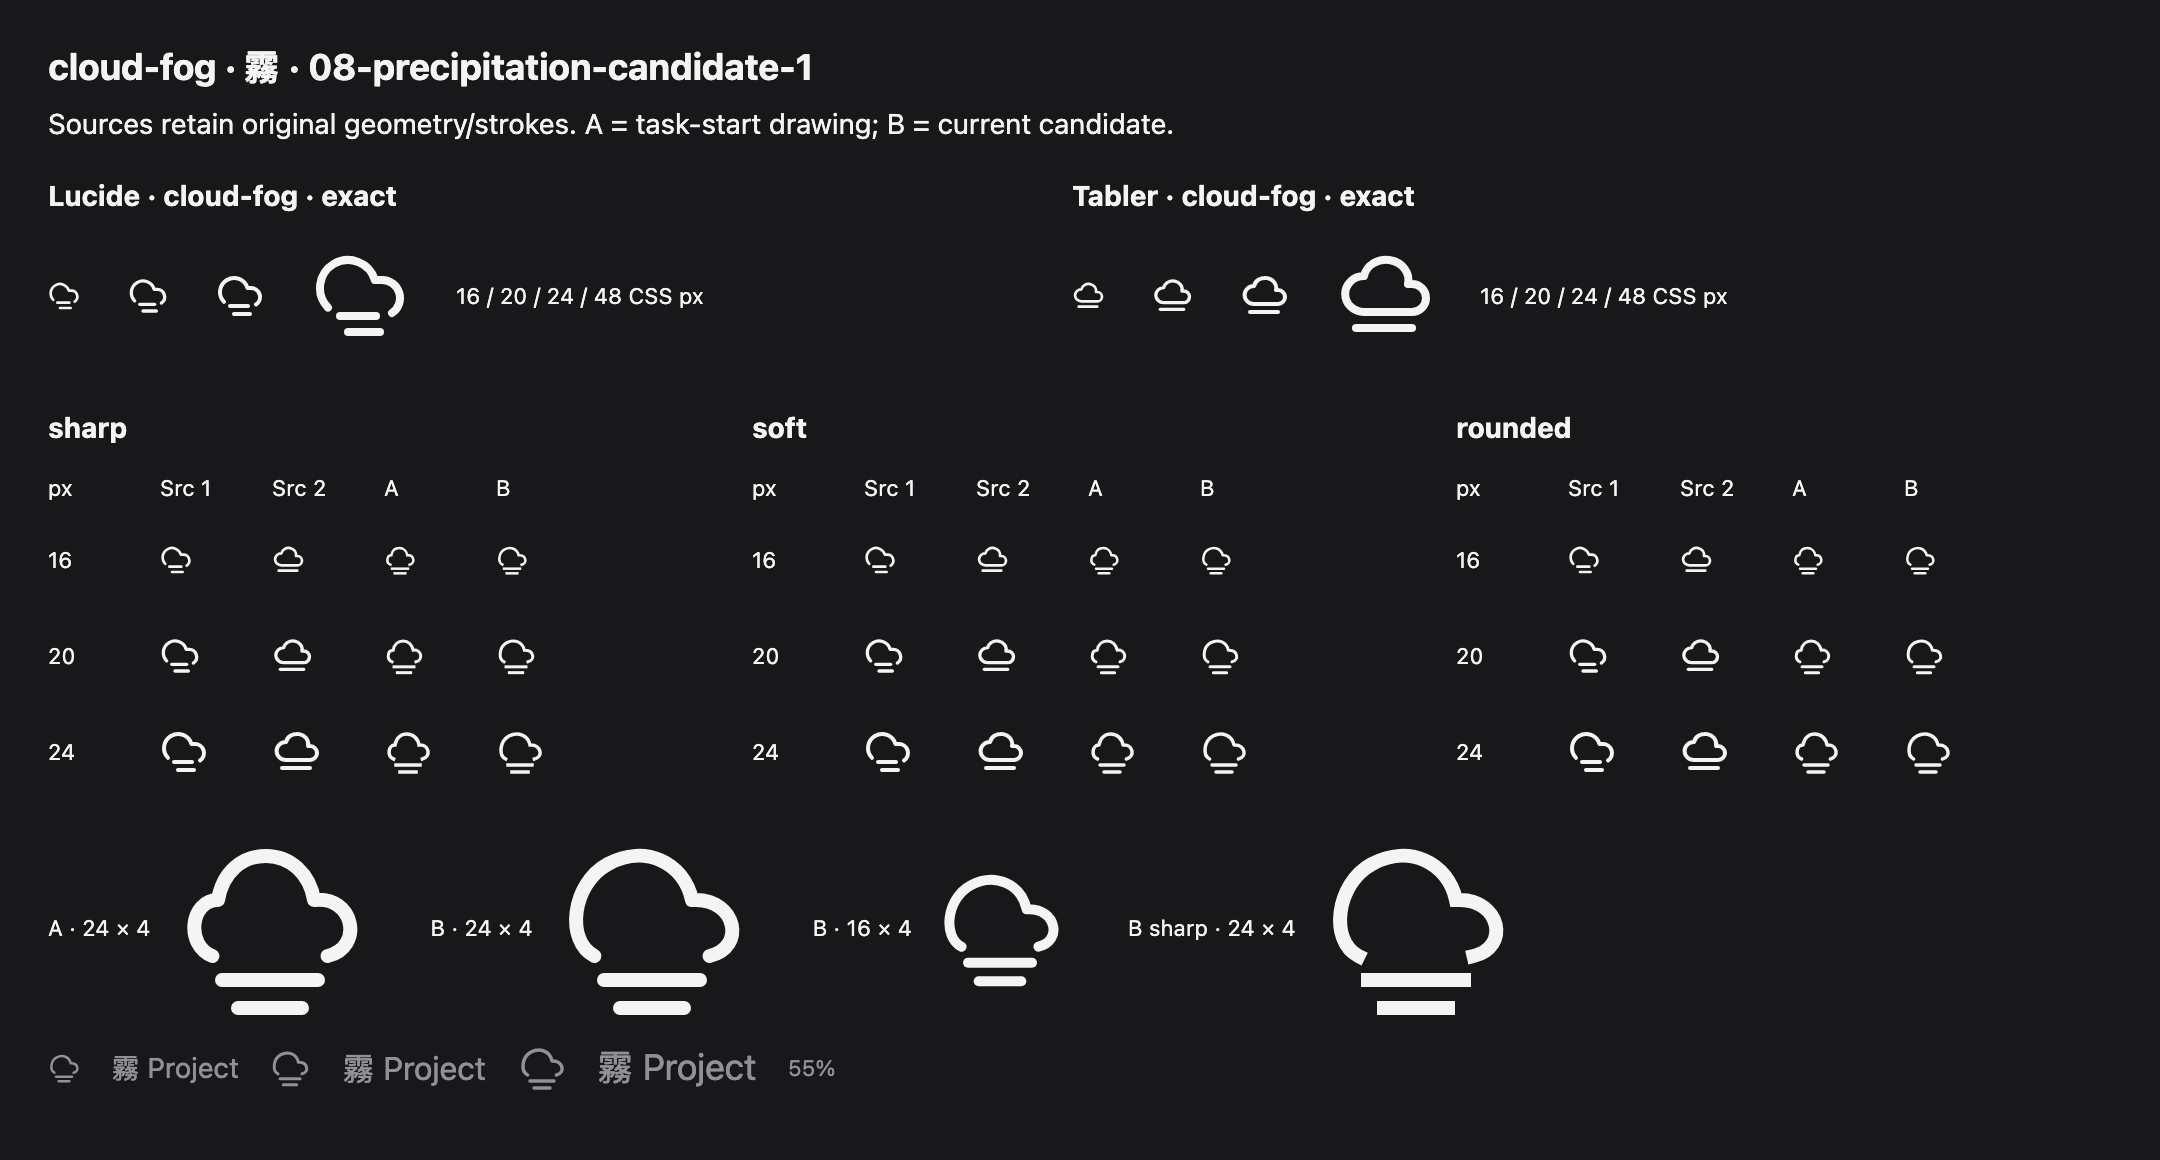 cloud-fog · 霧 · 08-precipitation-candidate-1
Sources retain original geometry/strokes. A = task-start drawing; B = current candidate.
Lucide · cloud-fog · exact
16 / 20 / 24 / 48 CSS px
Tabler · cloud-fog · exact
16 / 20 / 24 / 48 CSS px
sharp
px Src 1 Src 2 A B
16
20
24
soft
px Src 1 Src 2 A B
16
20
24
rounded
px Src 1 Src 2 A B
16
20
24
A · 24 × 4
B · 24 × 4
B · 16 × 4
B sharp · 24 × 4
霧 Project 霧 Project 霧 Project 55%